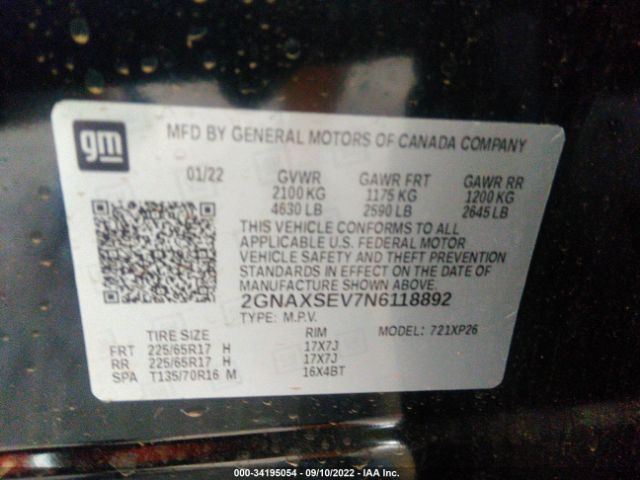 gm
MFD BY GENERAL MOTORS OF CANADA COMPANY
01/22 GVWR GAWR FRT GAWR RR
2100 KG 1175 KG 1200 KG
4630 LB 2590 LB 2645 LB
THIS VEHICLE CONFORMS TO ALL
APPLICABLE U.S. FEDERAL MOTOR
VEHICLE SAFETY AND THEFT PREVENTION
STANDARDS IN EFFECT ON THE DATE OF
MANUFACTURE SHOWN ABOVE.
2GNAXSEV7N6118892
TYPE: M.P.V.
TIRE SIZE RIM MODEL: 721XP26
FRT 225/65R17 H 17X7J
RR 225/65R17 H 17X7J
SPA T135/70R16 M 16X4BT
000-34195054 - 09/10/2022 - IAA Inc.